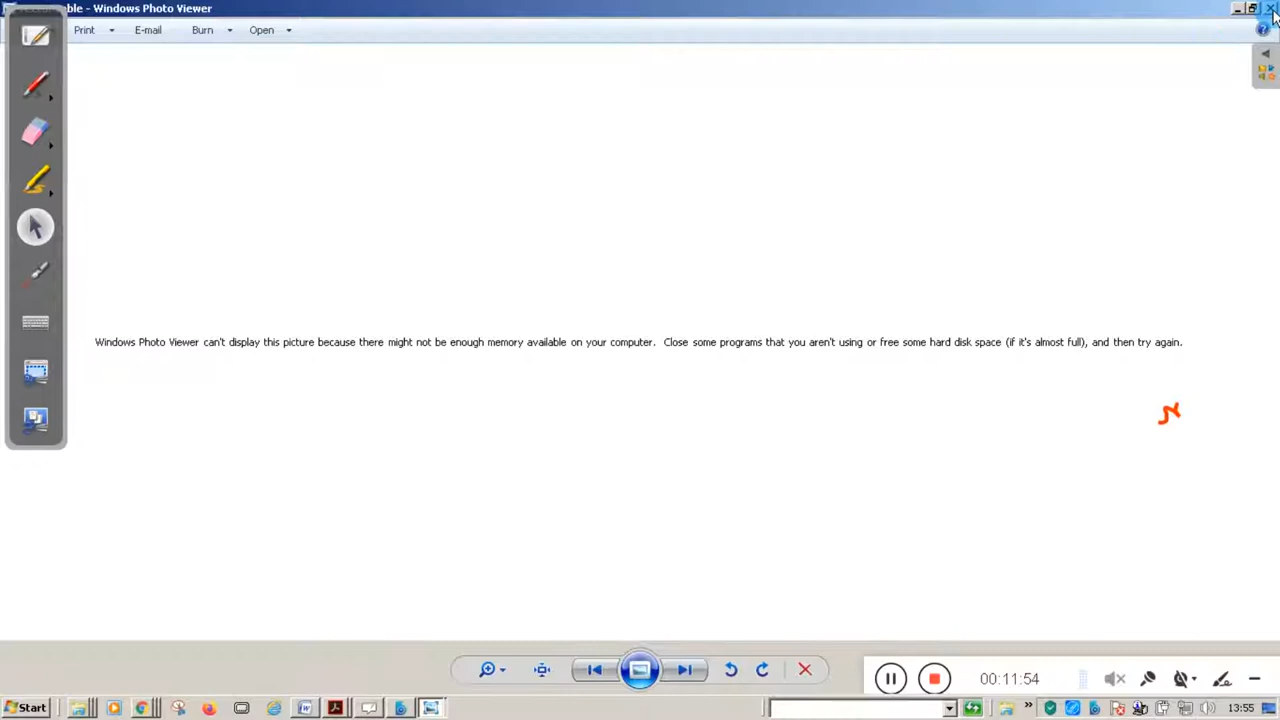 ble - Windows Photo Viewer
Print E-mail Burn Open
Windows Photo Viewer can't display this picture because there might not be enough memory available on your computer. Close some programs that you aren't using or free some hard disk space (if it's almost full), and then try again.
00:11:54
Start 13:55